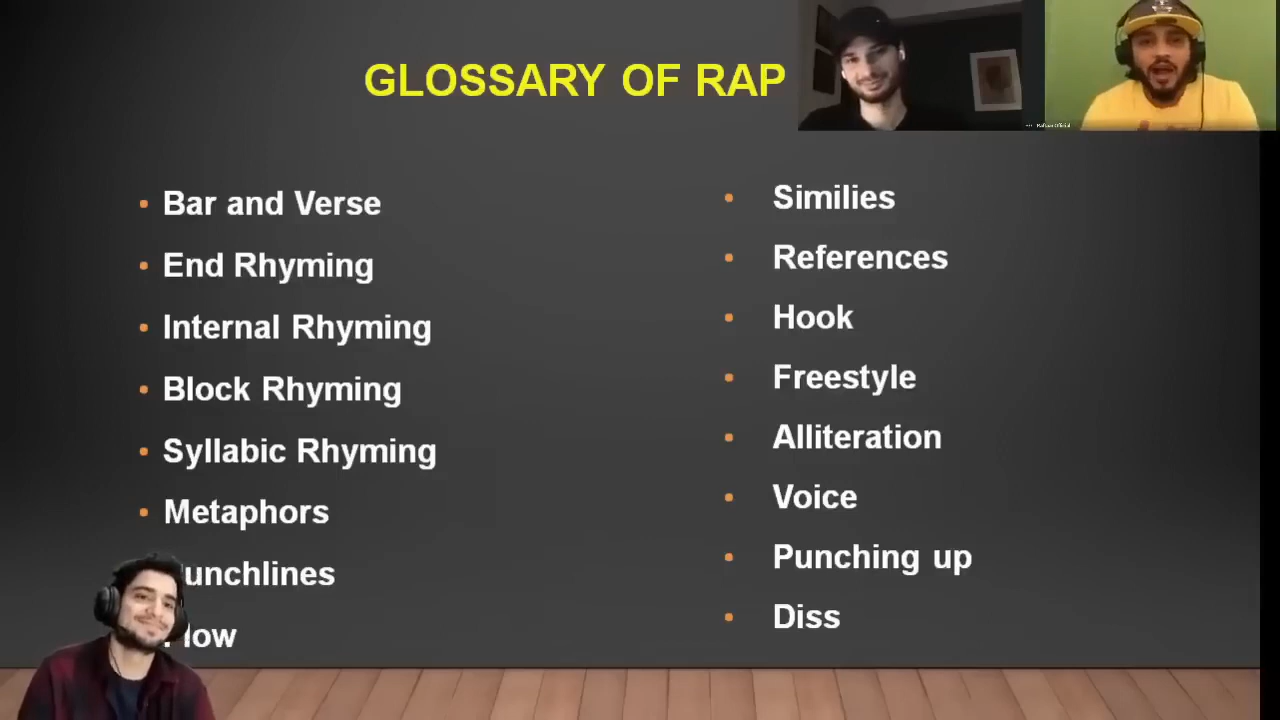 GLOSSARY OF RAP
Bar and Verse
End Rhyming
Internal Rhyming
Block Rhyming
Syllabic Rhyming
Metaphors
unchlines
low
Similies
References
Hook
Freestyle
Alliteration
Voice
Punching up
Diss